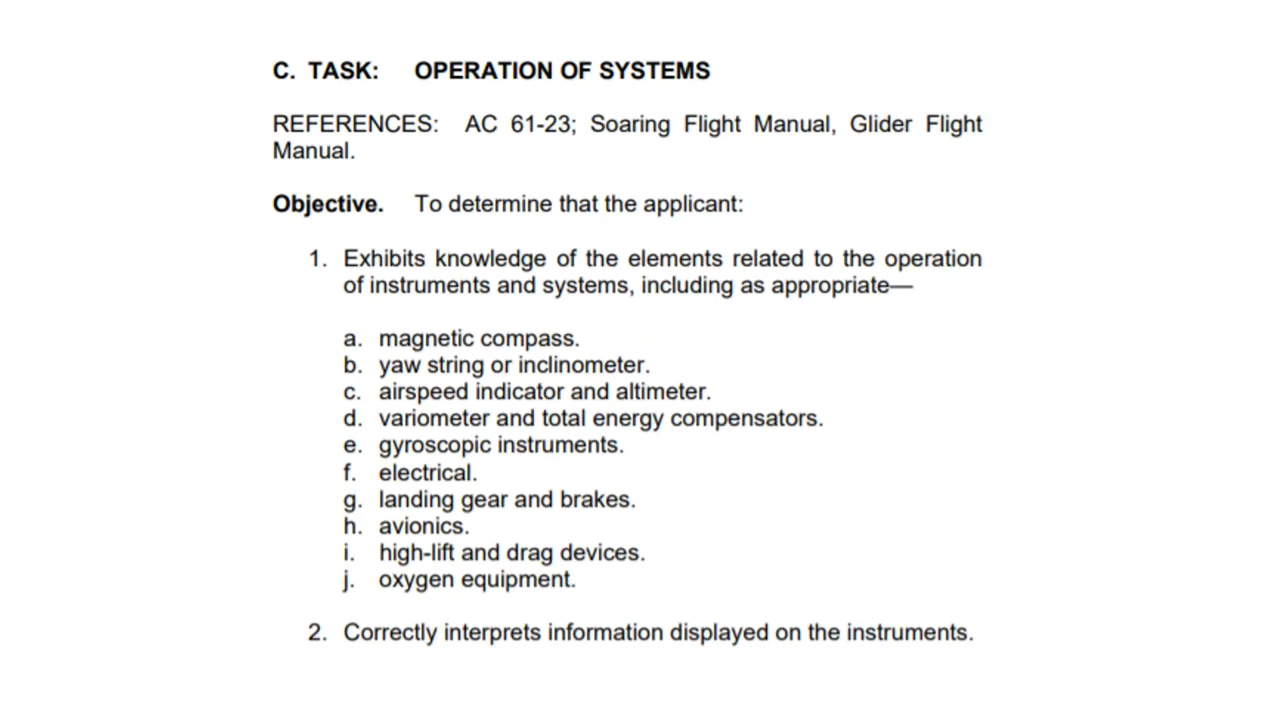 C. TASK: OPERATION OF SYSTEMS
REFERENCES: AC 61-23; Soaring Flight Manual, Glider Flight
Manual.
Objective. To determine that the applicant:
1. Exhibits knowledge of the elements related to the operation
of instruments and systems, including as appropriate—
a. magnetic compass.
b. yaw string or inclinometer.
c. airspeed indicator and altimeter.
d. variometer and total energy compensators.
e. gyroscopic instruments.
f. electrical.
g. landing gear and brakes.
h. avionics.
i. high-lift and drag devices.
j. oxygen equipment.
2. Correctly interprets information displayed on the instruments.